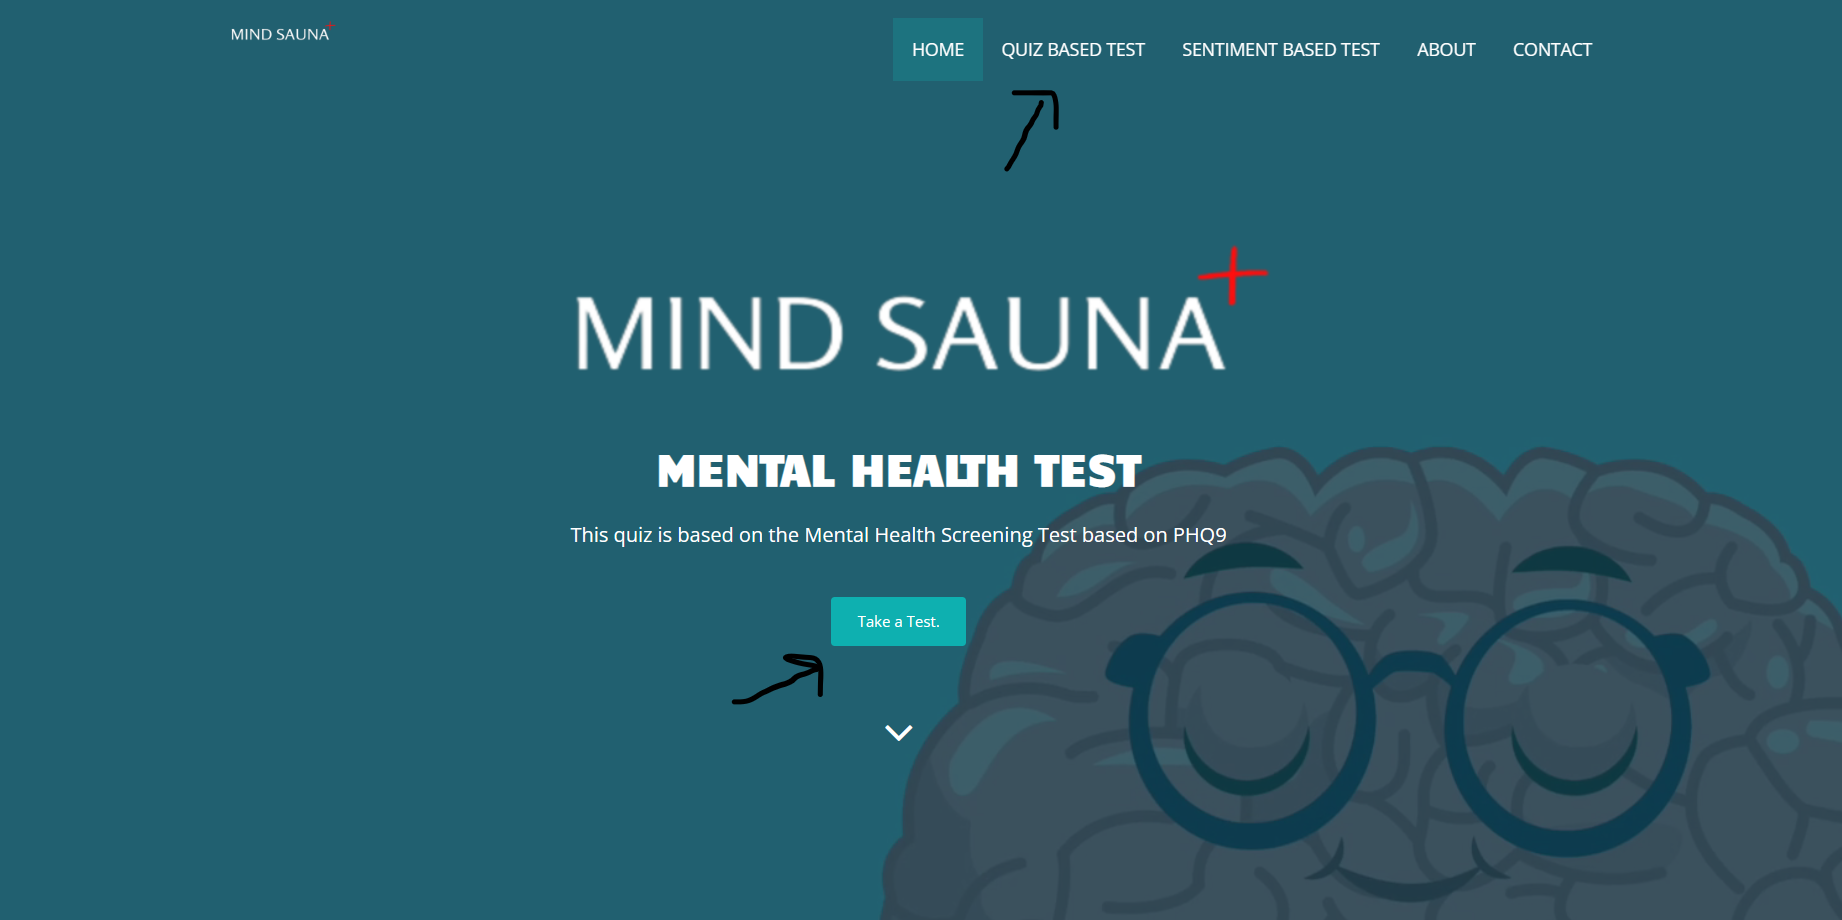 MIND SAUNA+
HOME QUIZ BASED TEST SENTIMENT BASED TEST ABOUT CONTACT
MIND SAUNA+
MENTAL HEALTH TEST
This quiz is based on the Mental Health Screening Test based on PHQ9
Take a Test.